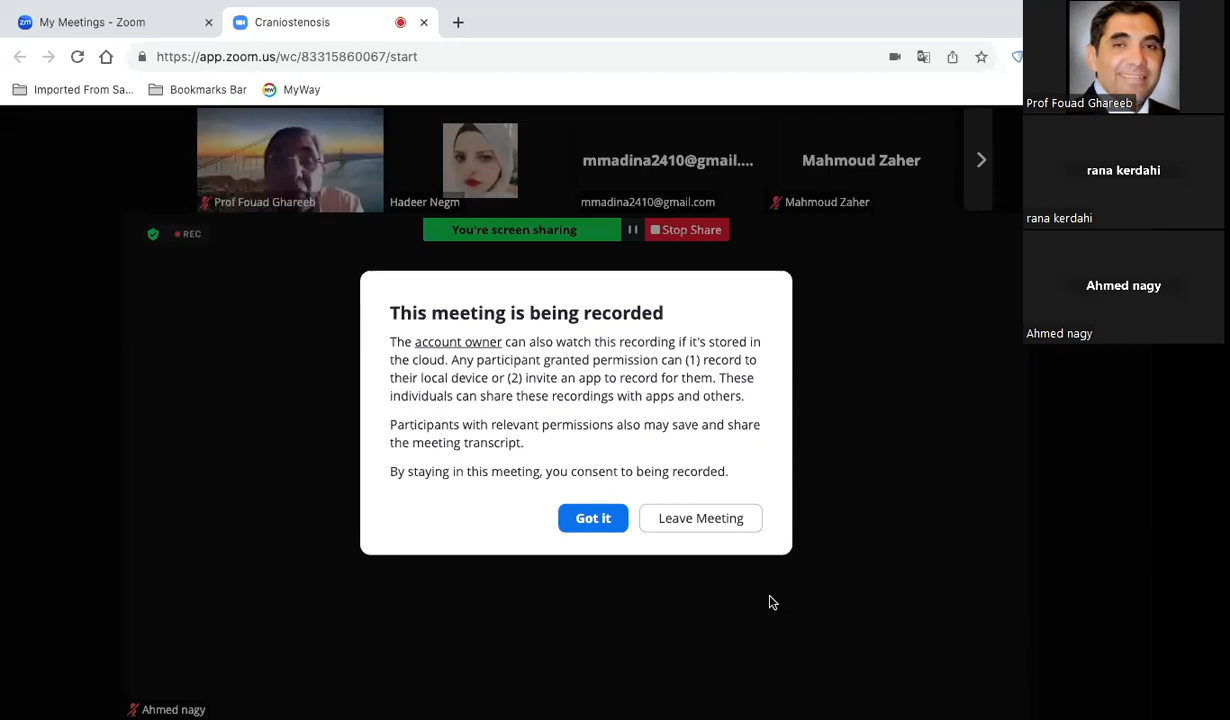 My Meetings - Zoom
Craniostenosis
https://app.zoom.us/wc/83315860067/start
Imported From Sa...
Bookmarks Bar
MyWay
Prof Fouad Ghareeb
rana kerdahi
rana kerdahi
Ahmed nagy
Ahmed nagy
mmadina2410@gmail....
Mahmoud Zaher
Prof Fouad Ghareeb
Hadeer Negm
mmadina2410@gmail.com
Mahmoud Zaher
You're screen sharing
Stop Share
REC
This meeting is being recorded
The account owner can also watch this recording if it's stored in
the cloud. Any participant granted permission can (1) record to
their local device or (2) invite an app to record for them. These
individuals can share these recordings with apps and others.
Participants with relevant permissions also may save and share
the meeting transcript.
By staying in this meeting, you consent to being recorded.
Got it
Leave Meeting
Ahmed nagy